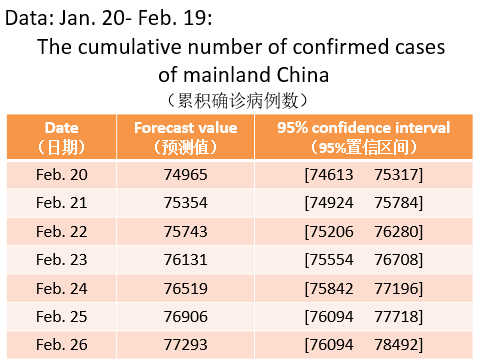 Data: Jan. 20- Feb. 19:
The cumulative number of confirmed cases
of mainland China
（累积确诊病例数）
Date Forecast value 95% confidence interval
（日期） （预测值） （95%置信区间）
Feb. 20 74965 [74613 75317]
Feb. 21 75354 [74924 75784]
Feb. 22 75743 [75206 76280]
Feb. 23 76131 [75554 76708]
Feb. 24 76519 [75842 77196]
Feb. 25 76906 [76094 77718]
Feb. 26 77293 [76094 78492]